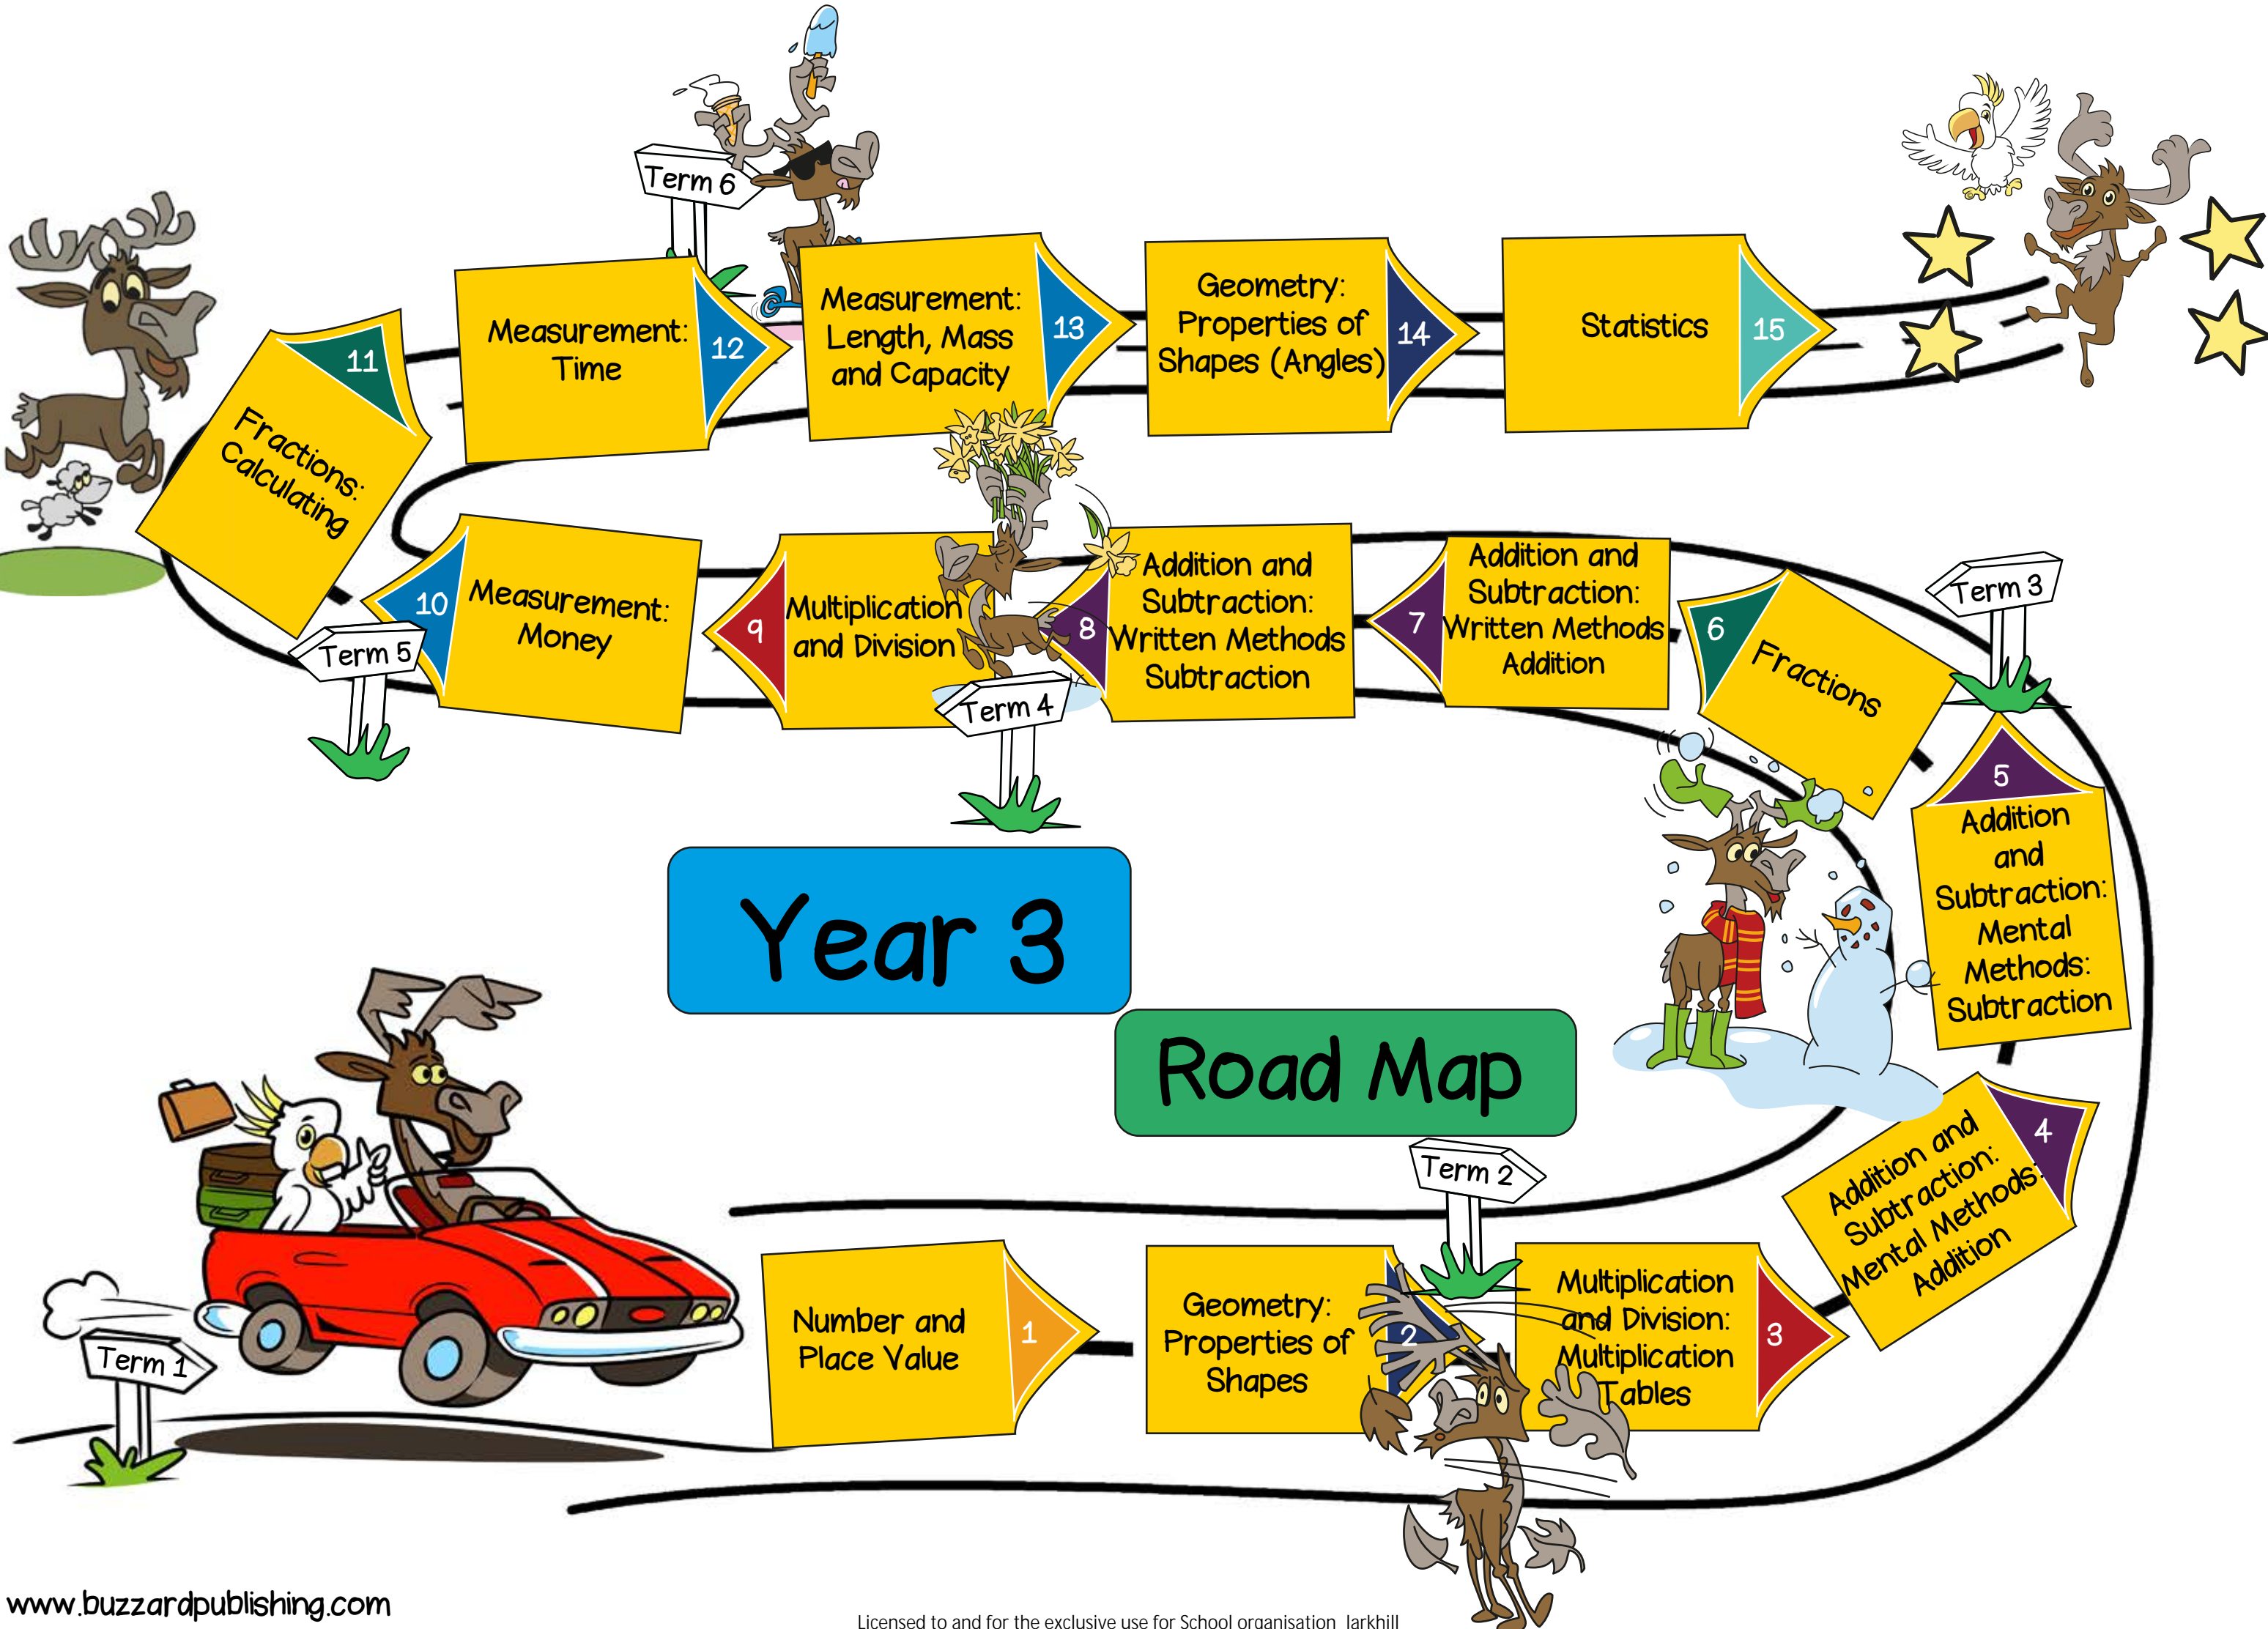 Term 6
Measurement:
Time
12
Measurement:
Length, Mass
and Capacity
13
Geometry:
Properties of
Shapes (Angles)
14
Statistics
15
11
Fractions:
Calculating
10
Measurement:
Money
Term 5
9
Multiplication
and Division
Term 4
8
Addition and
Subtraction:
Written Methods
Subtraction
7
Addition and
Subtraction:
Written Methods
Addition
6
Fractions
Term 3
5
Addition
and
Subtraction:
Mental
Methods:
Subtraction
Year 3
Road Map
4
Addition and
Subtraction:
Mental Methods:
Addition
Term 2
Term 1
Number and
Place Value
1
Geometry:
Properties of
Shapes
2
Multiplication
and Division:
Multiplication
Tables
3
www.buzzardpublishing.com
Licensed to and for the exclusive use for School organisation larkhill